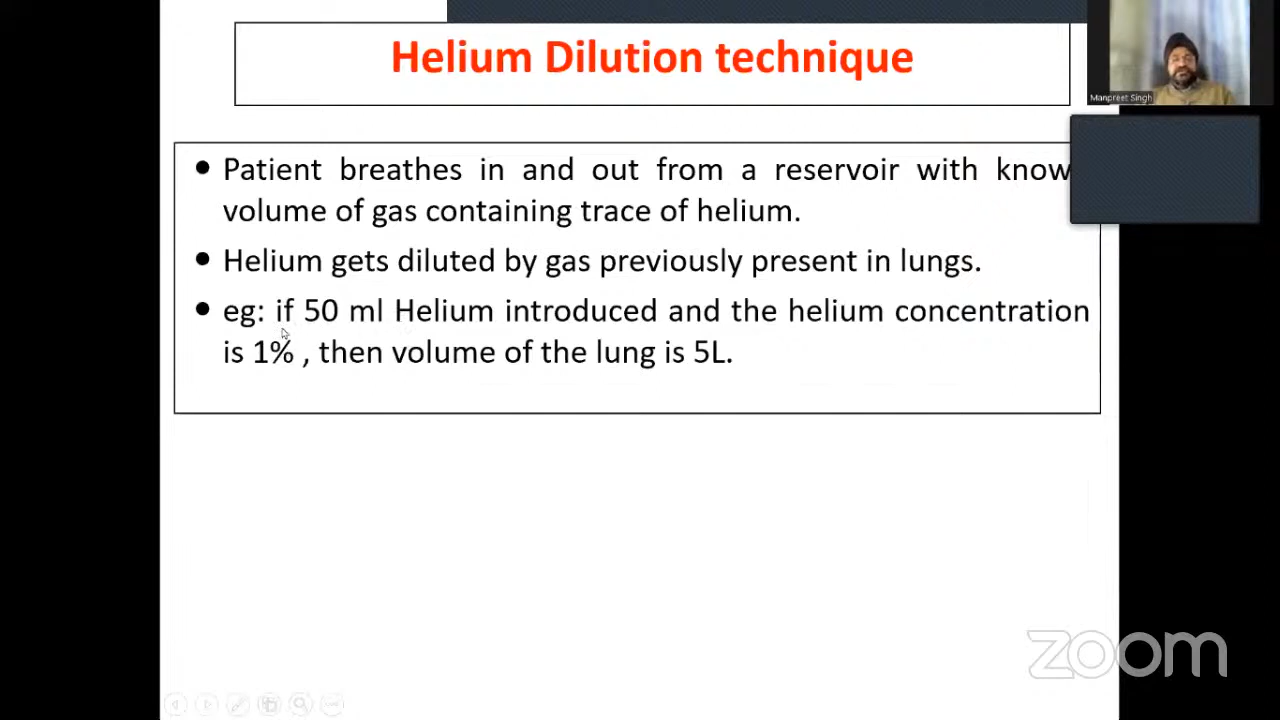 Helium Dilution technique
Manpreet Singh
• Patient breathes in and out from a reservoir with know
volume of gas containing trace of helium.
• Helium gets diluted by gas previously present in lungs.
• eg: if 50 ml Helium introduced and the helium concentration
is 1% , then volume of the lung is 5L.
zoom